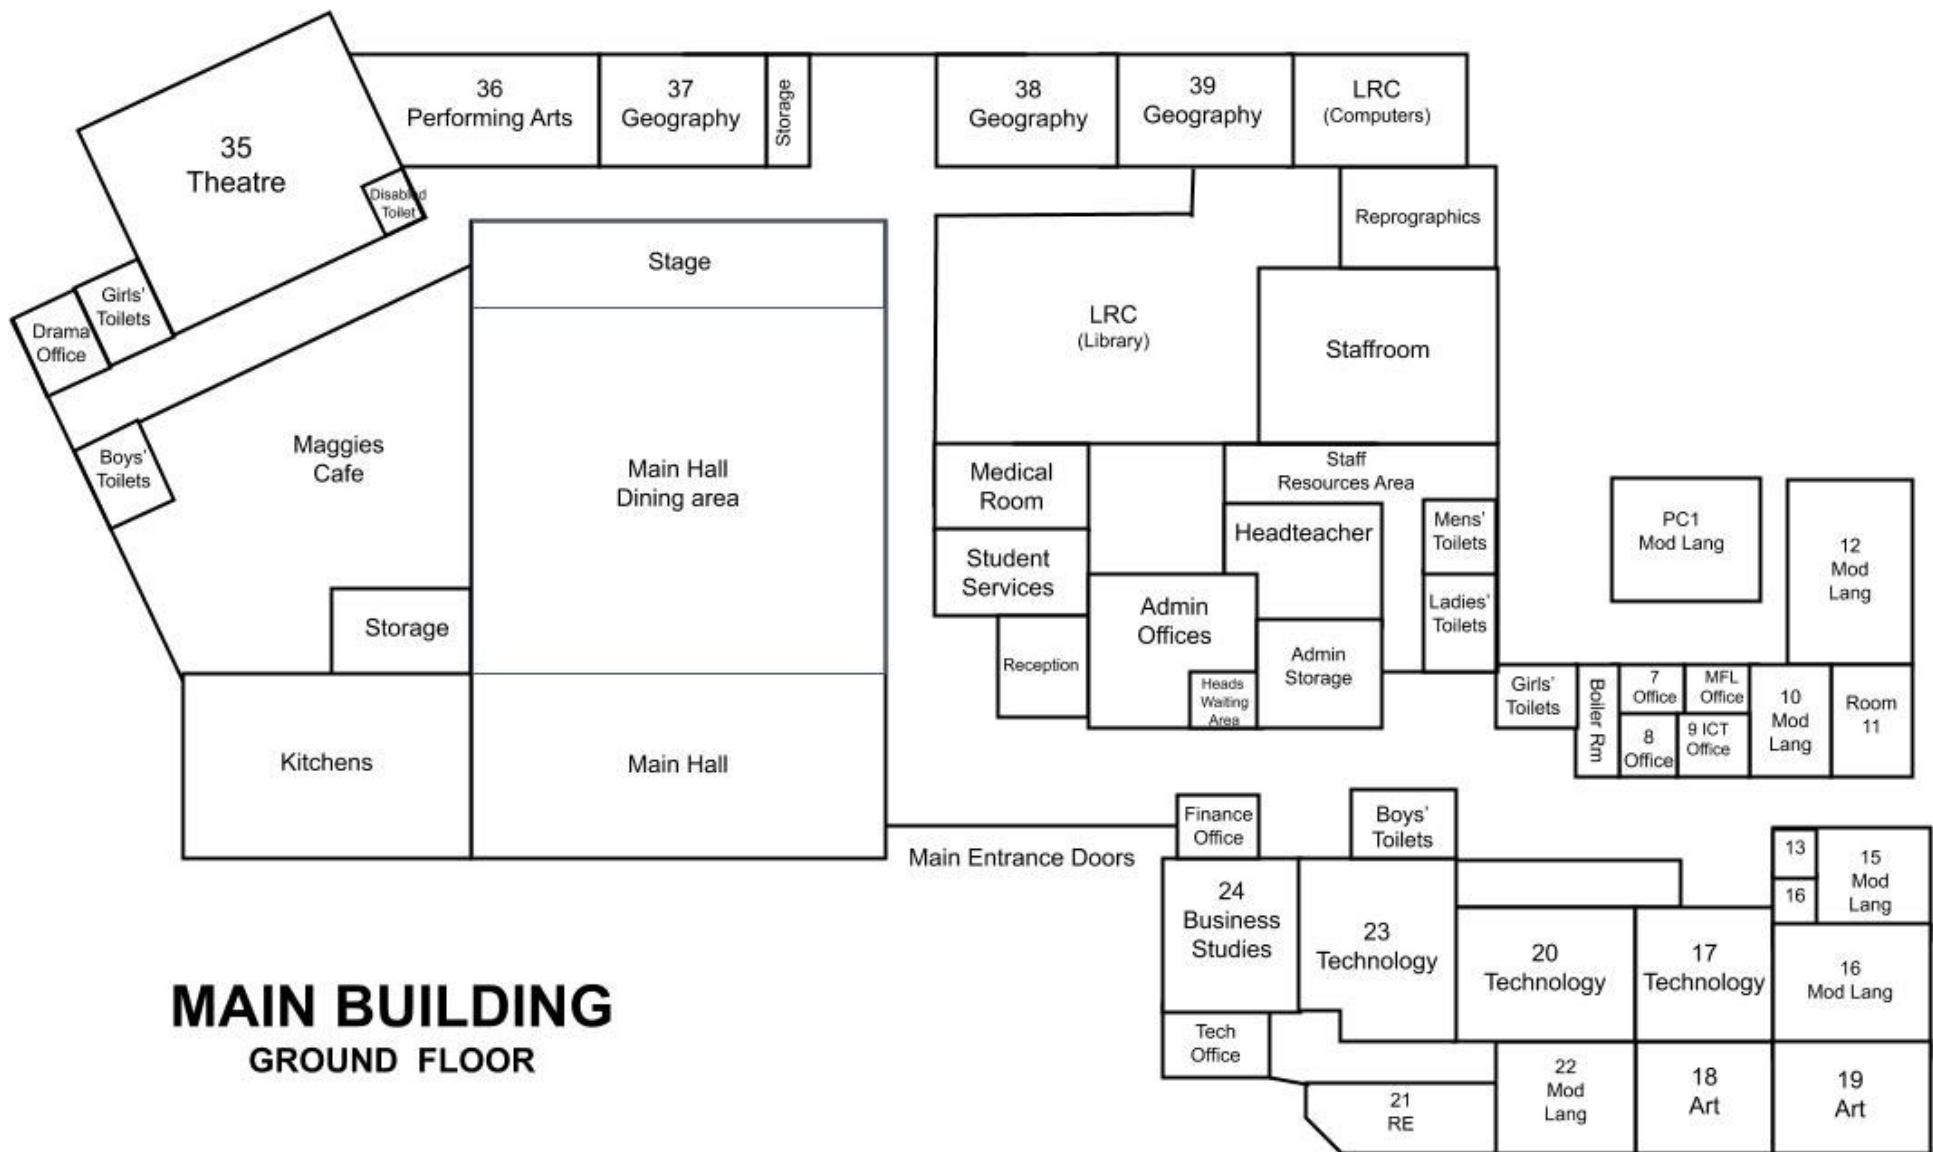 36
Performing Arts
37
Geography
Storage
38
Geography
39
Geography
LRC
(Computers)
35
Theatre
Disabled
Toilet
Reprographics
Stage
Girls'
Toilets
Drama
Office
LRC
(Library)
Staffroom
Maggies
Cafe
Boys'
Toilets
Main Hall
Dining area
Medical
Room
Staff
Resources Area
Headteacher
Mens'
Toilets
PC1
Mod Lang
12
Mod
Lang
Student
Services
Admin
Offices
Ladies'
Toilets
Storage
Reception
Heads
Waiting
Area
Admin
Storage
Girls'
Toilets
Boiler Rm
7
Office
MFL
Office
8
Office
9 ICT
Office
10
Mod
Lang
Room
11
Kitchens
Main Hall
Finance
Office
Boys'
Toilets
Main Entrance Doors
13
16
15
Mod
Lang
24
Business
Studies
23
Technology
20
Technology
17
Technology
16
Mod Lang
MAIN BUILDING
GROUND FLOOR
Tech
Office
21
RE
22
Mod
Lang
18
Art
19
Art